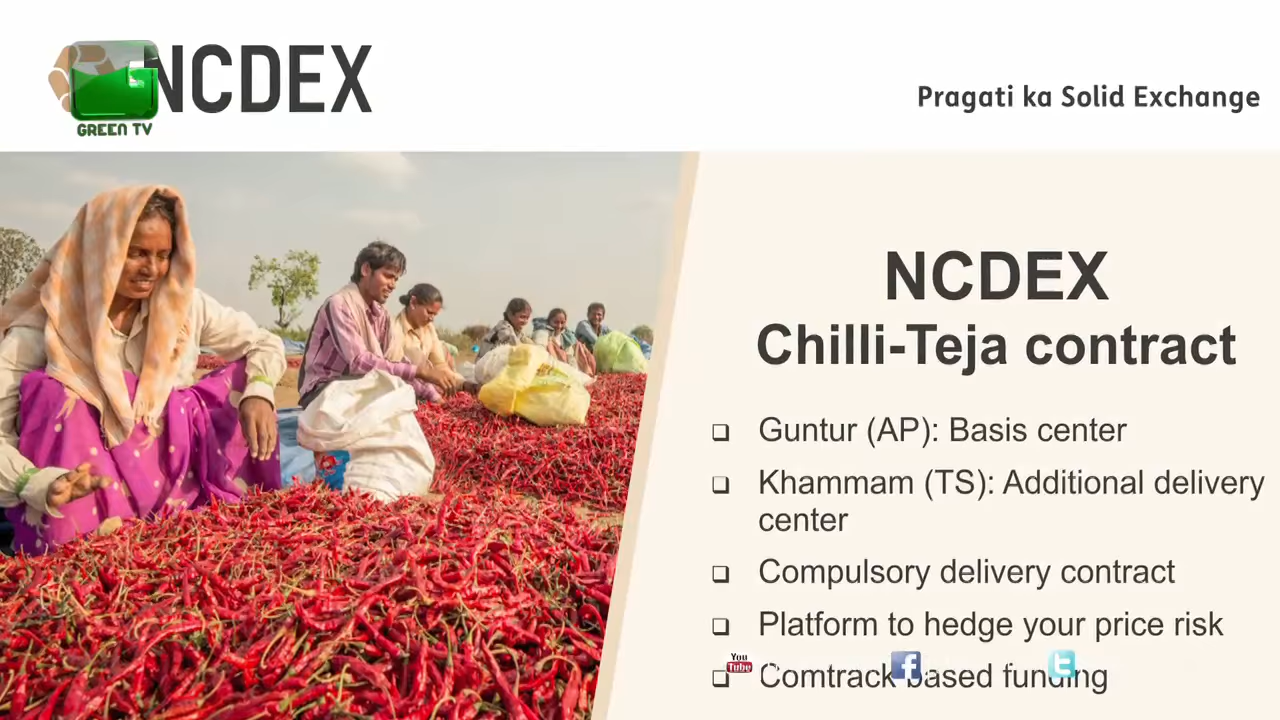 NCDEX
GREEN TV
Pragati ka Solid Exchange
NCDEX
Chilli-Teja contract
❑ Guntur (AP): Basis center
❑ Khammam (TS): Additional delivery
center
❑ Compulsory delivery contract
❑ Platform to hedge your price risk
You
Tube
❑ Comtrack based funding